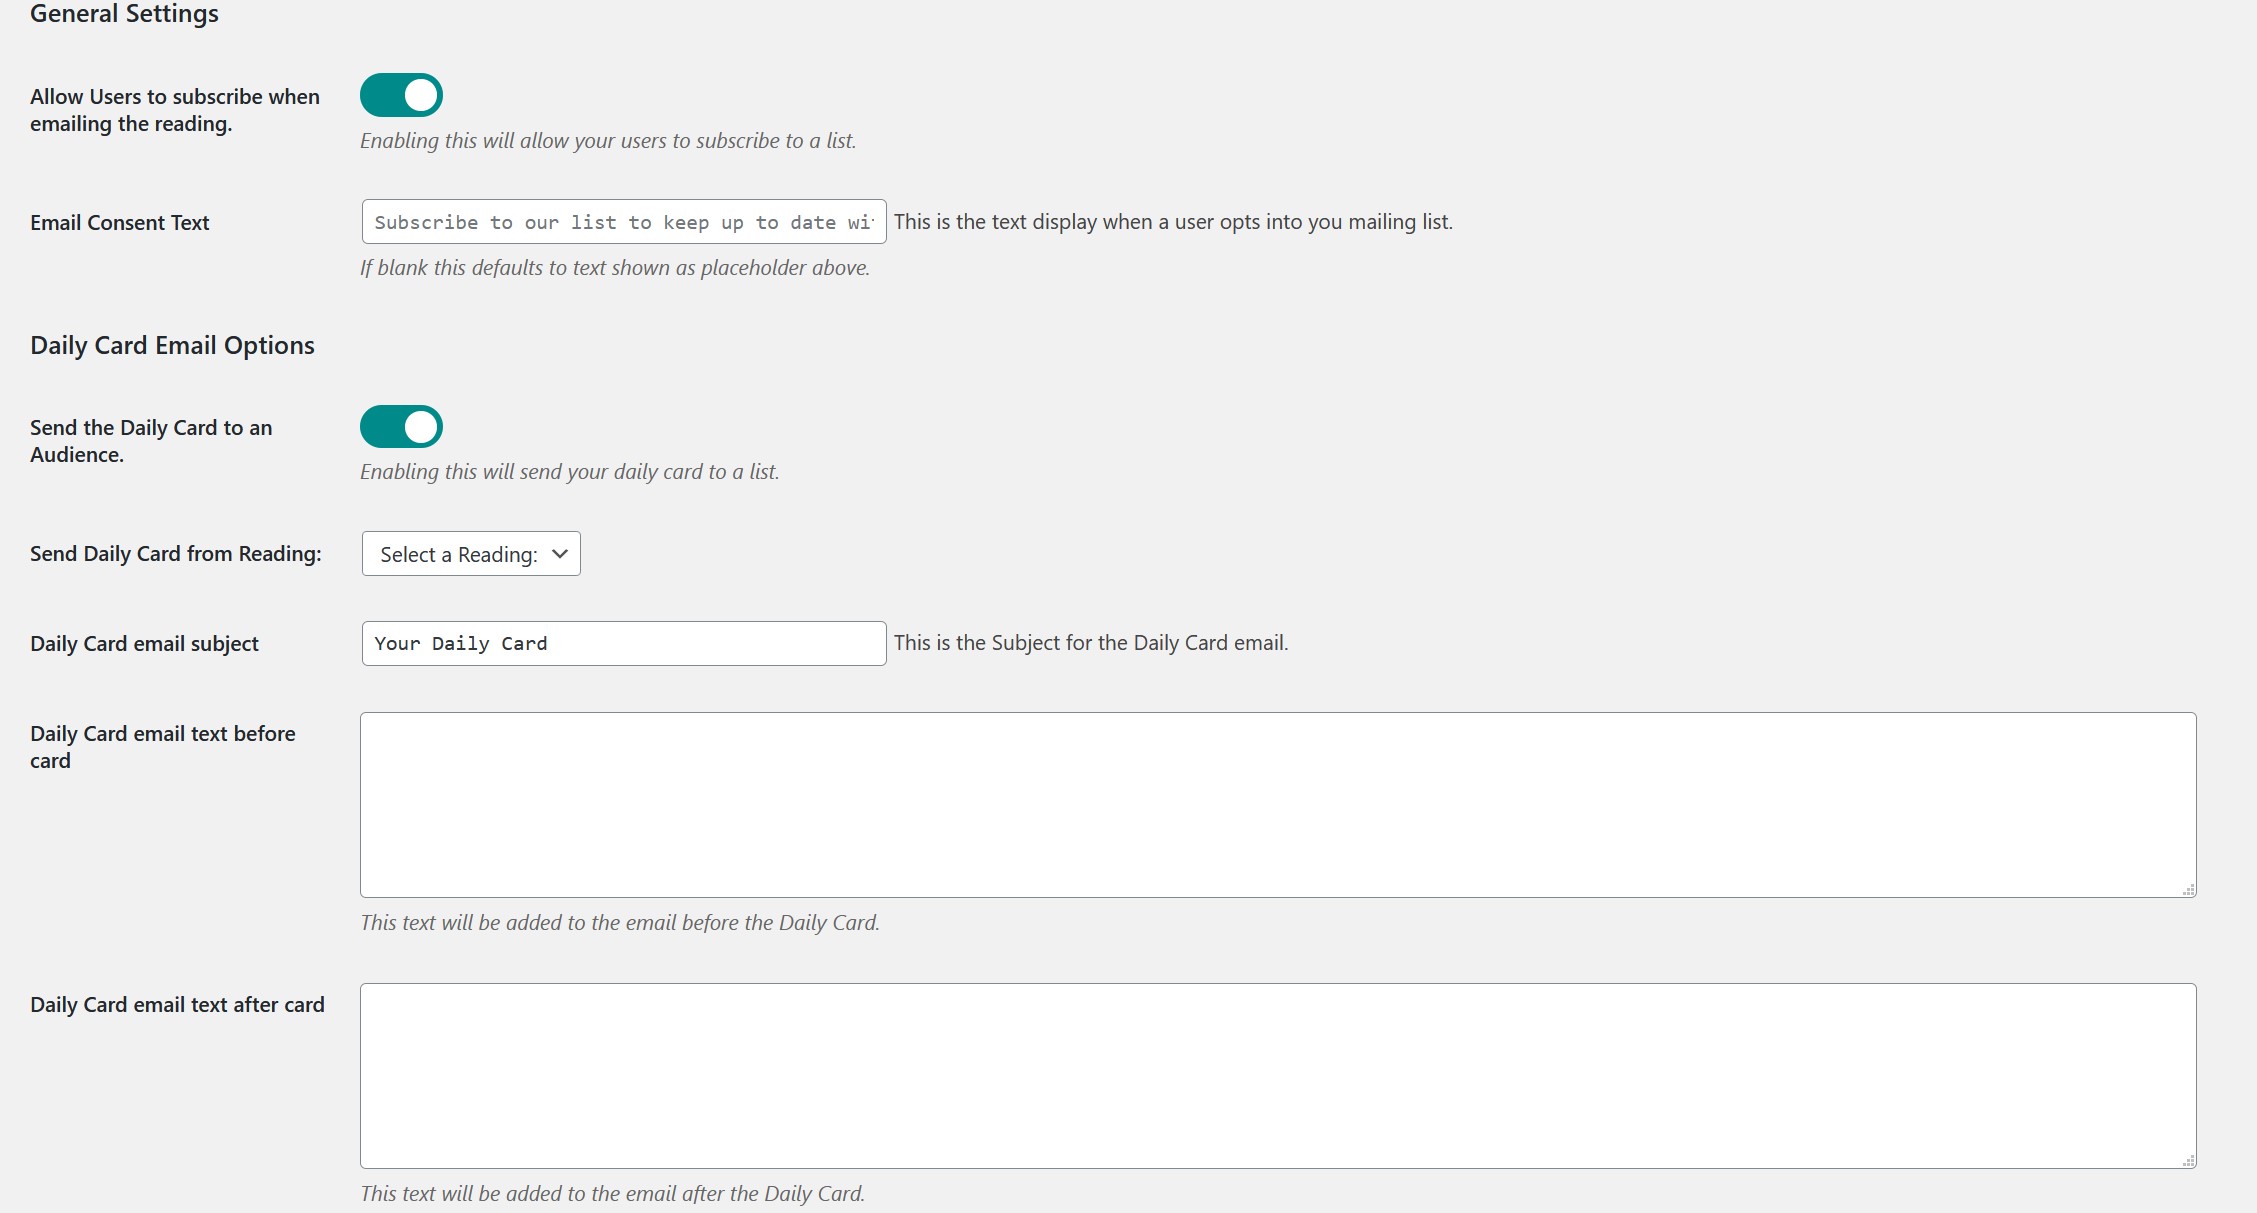 General Settings
Allow Users to subscribe when
emailing the reading.
Enabling this will allow your users to subscribe to a list.
Email Consent Text
Subscribe to our list to keep up to date wi
This is the text display when a user opts into you mailing list.
If blank this defaults to text shown as placeholder above.
Daily Card Email Options
Send the Daily Card to an
Audience.
Enabling this will send your daily card to a list.
Send Daily Card from Reading:
Select a Reading:
Daily Card email subject
Your Daily Card
This is the Subject for the Daily Card email.
Daily Card email text before
card
This text will be added to the email before the Daily Card.
Daily Card email text after card
This text will be added to the email after the Daily Card.